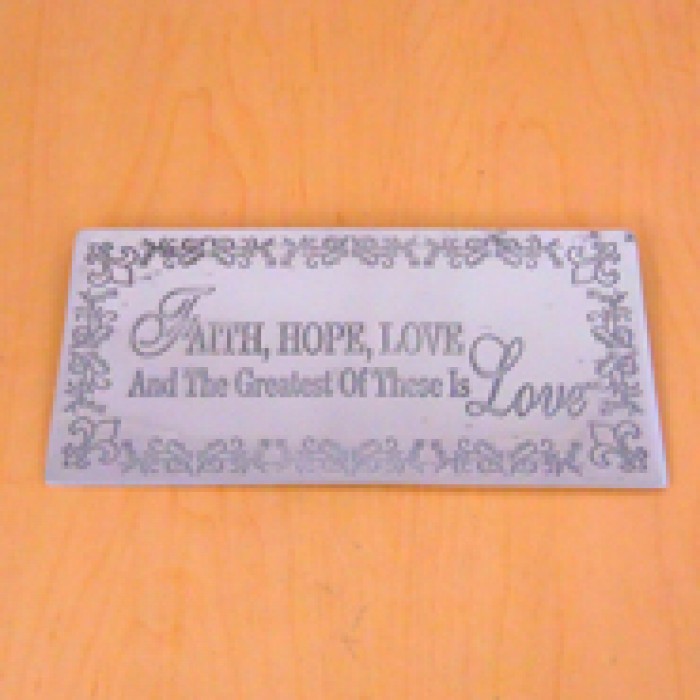 FAITH, HOPE, LOVE
And The Greatest Of These Is Love